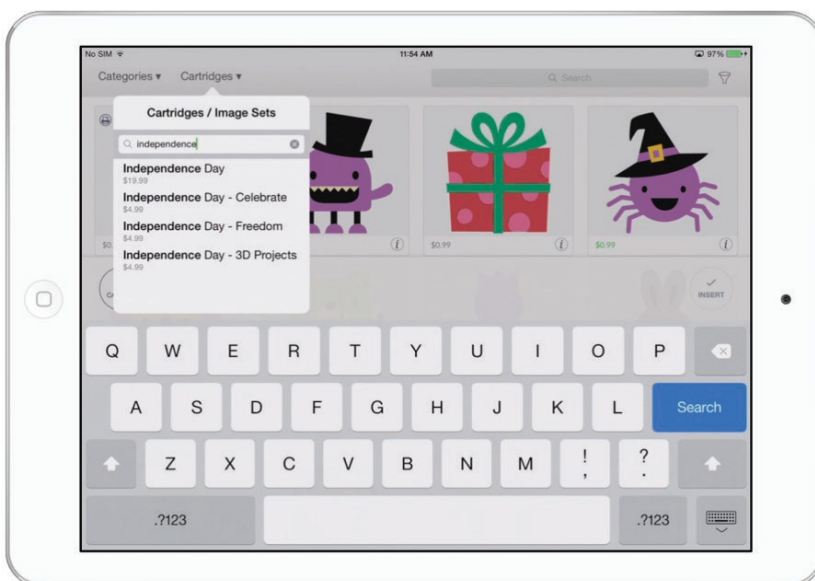 No SIM 11:54 AM 97%
Categories ▾ Cartridges ▾ Search
Cartridges / Image Sets
independence
Independence Day
$19.99
Independence Day - Celebrate
$4.99
Independence Day - Freedom
$4.99
Independence Day - 3D Projects
$4.99
$0. i $0.99 i $0.99 i
CA INSERT
Q W E R T Y U I O P
A S D F G H J K L Search
Z X C V B N M ! , ? .
.?123 .?123